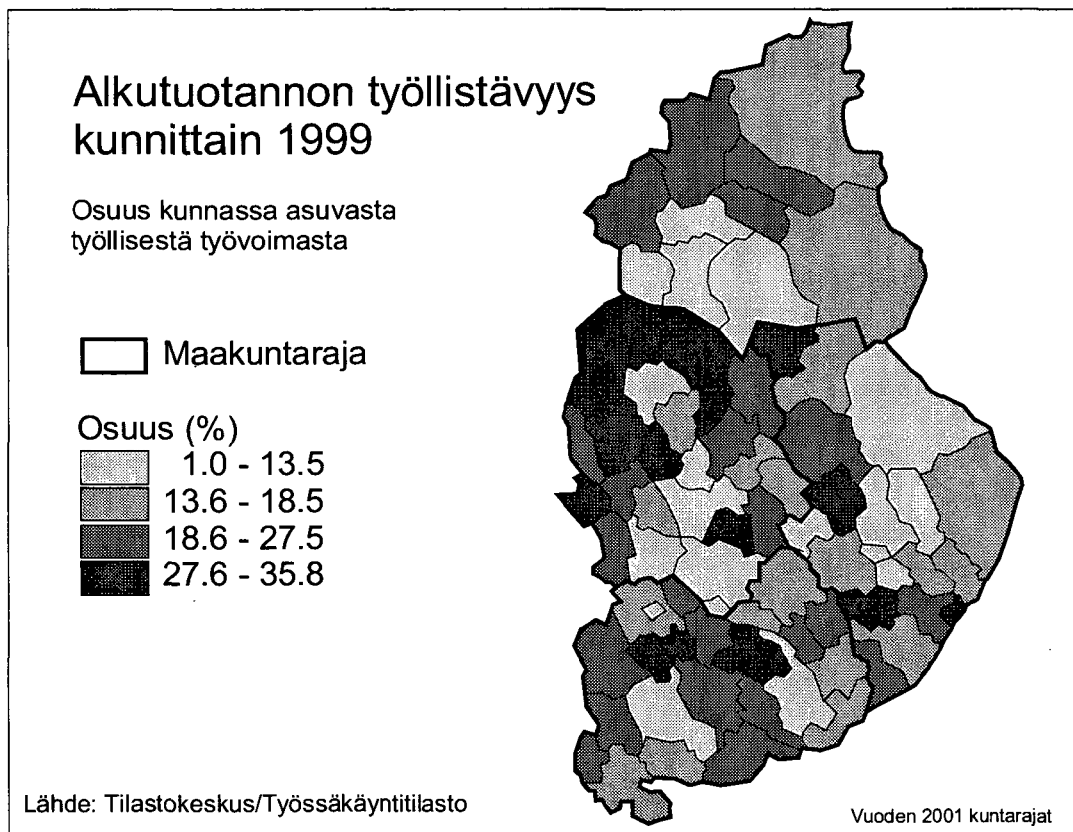 Alkutuotannon työllistävyys
kunnittain 1999
Osuus kunnassa asuvasta
työllisestä työvoimasta
Maakuntaraja
Osuus (%)
1.0 - 13.5
13.6 - 18.5
18.6 - 27.5
27.6 - 35.8
Lähde: Tilastokeskus/Työssäkäyntitilasto
Vuoden 2001 kuntarajat